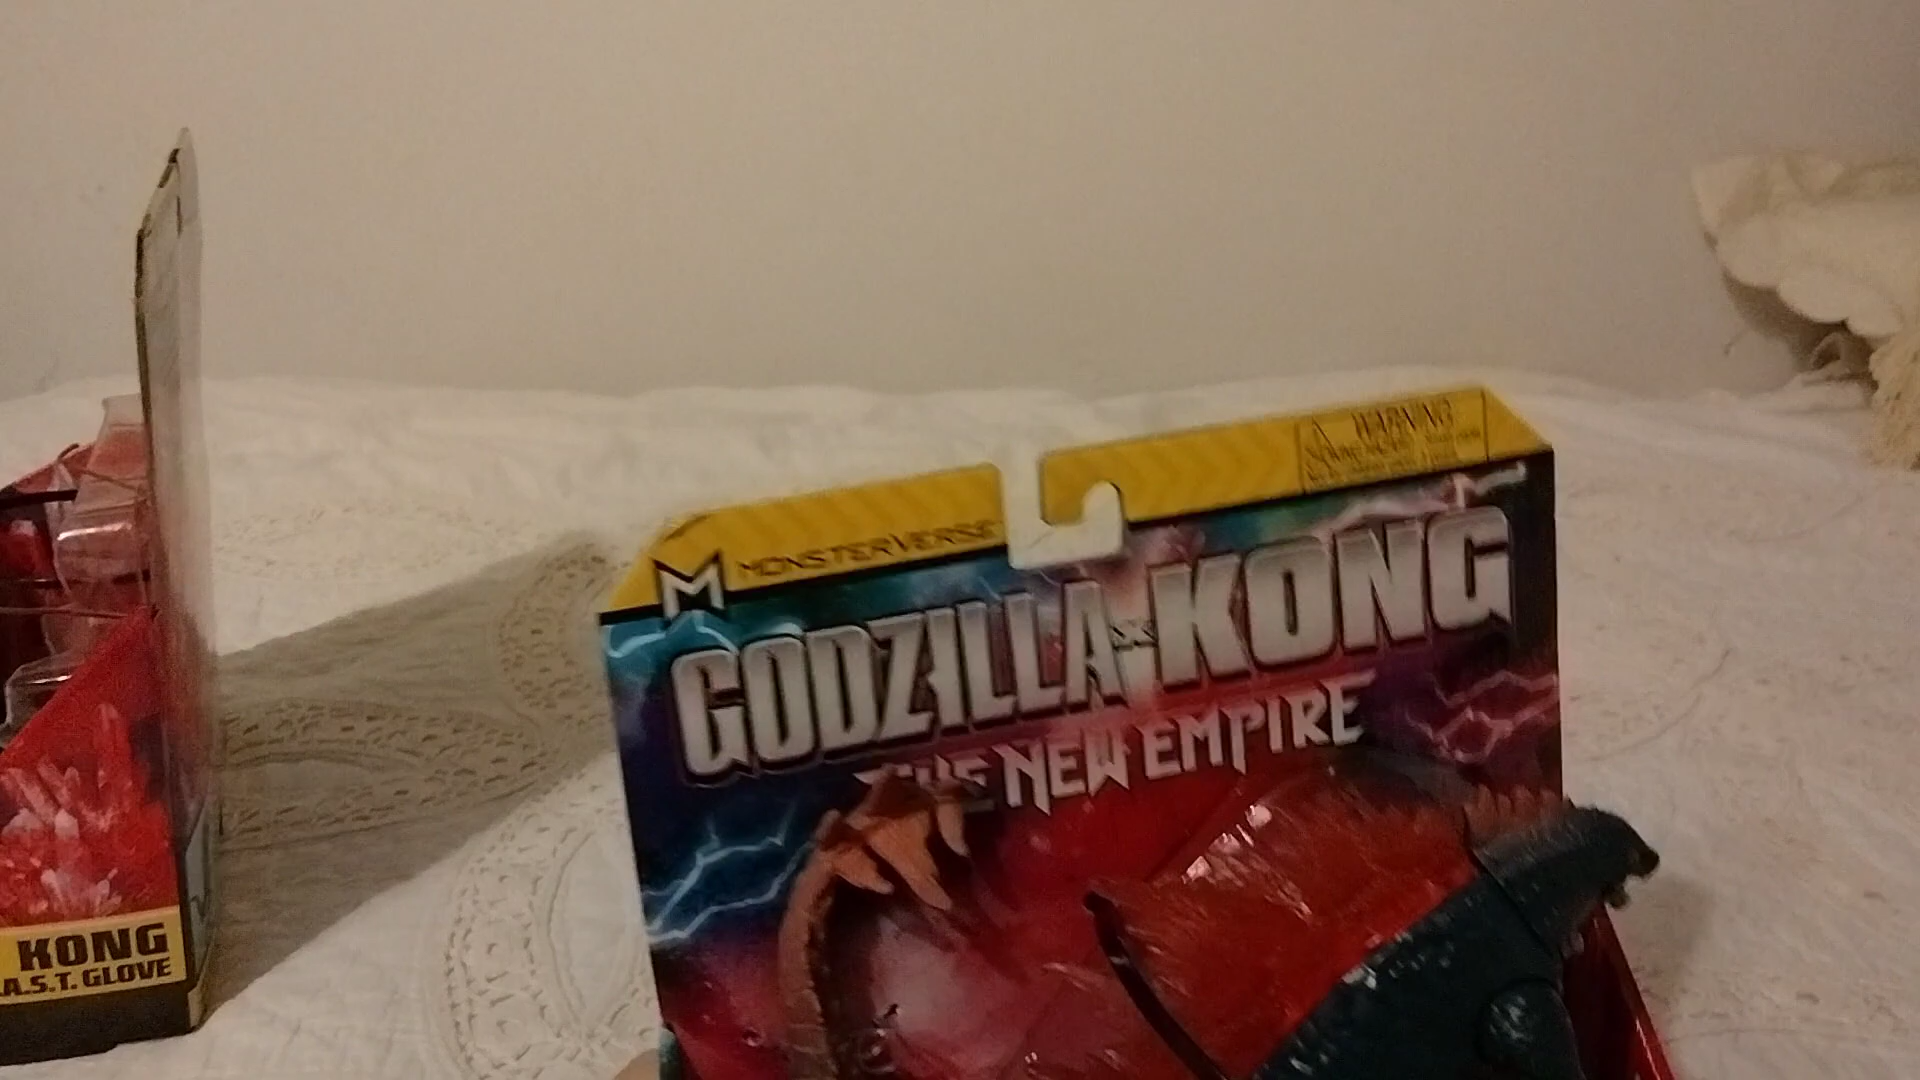 WARNING
M MONSTERVERSE
GODZILLA x KONG
THE NEW EMPIRE
KONG
A.S.T. GLOVE